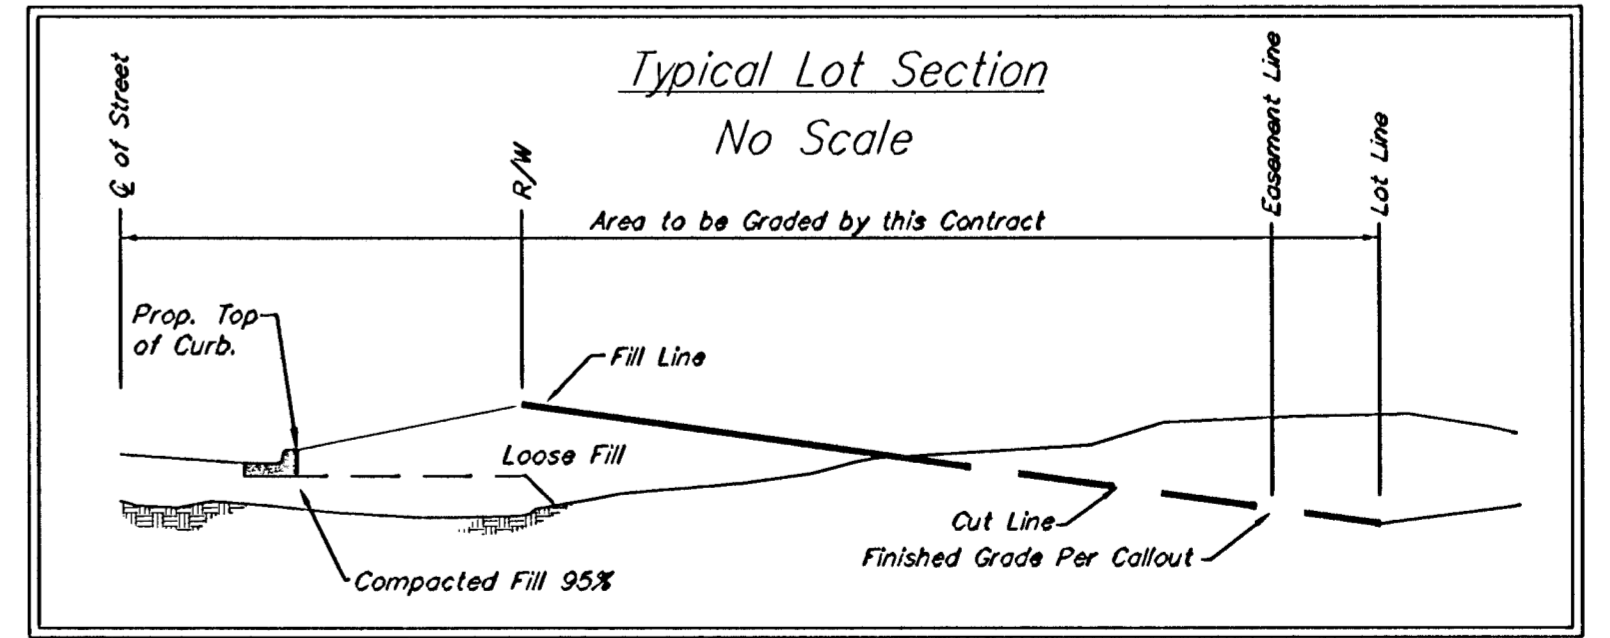 Typical Lot Section
No Scale
℄ of Street
R/W
Easement Line
Lot Line
Area to be Graded by this Contract
Prop. Top
of Curb.
Fill Line
Loose Fill
Cut Line
Finished Grade Per Callout
Compacted Fill 95%